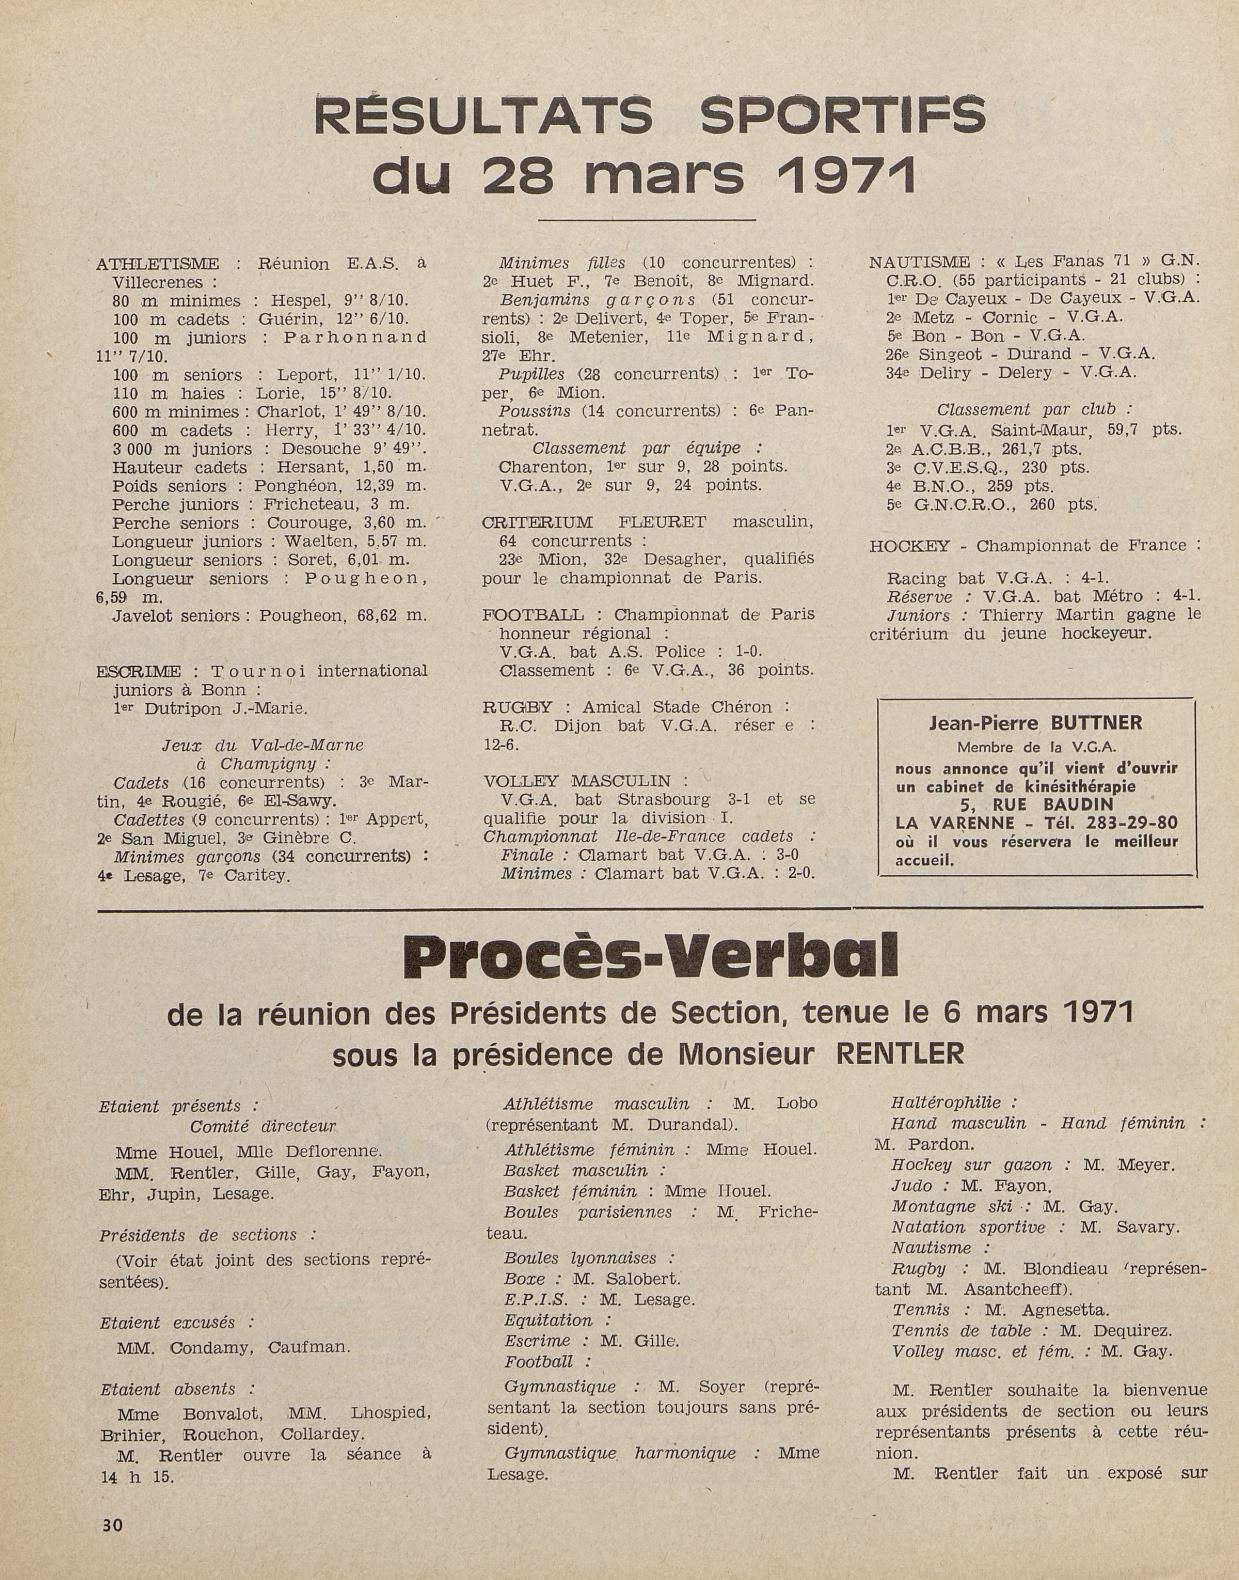 RÉSULTATS SPORTIFS
du 28 mars 1971
ATHLETISME : Réunion E.A.S. à
Villecrenes :
80 m minimes : Hespel, 9'' 8/10.
100 m cadets : Guérin, 12'' 6/10.
100 m juniors : Parhonnand
11'' 7/10.
100 m seniors : Leport, 11'' 1/10.
110 m haies : Lorie, 15'' 8/10.
600 m minimes : Charlot, 1' 49'' 8/10.
600 m cadets : Herry, 1' 33'' 4/10.
3 000 m juniors : Desouche 9' 49''.
Hauteur cadets : Hersant, 1,50 m.
Poids seniors : Ponghéon, 12,39 m.
Perche juniors : Fricheteau, 3 m.
Perche seniors : Courouge, 3,60 m.
Longueur juniors : Waelten, 5,57 m.
Longueur seniors : Soret, 6,01 m.
Longueur seniors : Pougheon,
6,59 m.
Javelot seniors : Pougheon, 68,62 m.
ESCRIME : Tournoi international
juniors à Bonn :
1er Dutripon J.-Marie.
Jeux du Val-de-Marne
à Champigny :
Cadets (16 concurrents) : 3e Mar-
tin, 4e Rougié, 6e El-Sawy.
Cadettes (9 concurrents) : 1er Appert,
2e San Miguel, 3e Ginèbre C.
Minimes garçons (34 concurrents) :
4e Lesage, 7e Caritey.
Minimes filles (10 concurrentes) :
2e Huet F., 7e Benoit, 8e Mignard.
Benjamins garçons (51 concur-
rents) : 2e Delivert, 4e Toper, 5e Fran-
sioli, 8e Metenier, 11e Mignard,
27e Ehr.
Pupilles (28 concurrents) : 1er To-
per, 6e Mion.
Poussins (14 concurrents) : 6e Pan-
netrat.
Classement par équipe :
Charenton, 1er sur 9, 28 points.
V.G.A., 2e sur 9, 24 points.
CRITERIUM FLEURET masculin,
64 concurrents :
23e Mion, 32e Desagher, qualifiés
pour le championnat de Paris.
FOOTBALL : Championnat de Paris
honneur régional :
V.G.A. bat A.S. Police : 1-0.
Classement : 6e V.G.A., 36 points.
RUGBY : Amical Stade Chéron :
R.C. Dijon bat V.G.A. réser e :
12-6.
VOLLEY MASCULIN :
V.G.A. bat Strasbourg 3-1 et se
qualifie pour la division I.
Championnat Ile-de-France cadets :
Finale : Clamart bat V.G.A. : 3-0
Minimes : Clamart bat V.G.A. : 2-0.
NAUTISME : « Les Fanas 71 » G.N.
C.R.O. (55 participants - 21 clubs) :
1er De Cayeux - De Cayeux - V.G.A.
2e Metz - Cornic - V.G.A.
5e Bon - Bon - V.G.A.
26e Singeot - Durand - V.G.A.
34e Deliry - Delery - V.G.A.
Classement par club :
1er V.G.A. Saint-Maur, 59,7 pts.
2e A.C.B.B., 261,7 pts.
3e C.V.E.S.Q., 230 pts.
4e B.N.O., 259 pts.
5e G.N.C.R.O., 260 pts.
HOCKEY - Championnat de France :
Racing bat V.G.A. : 4-1.
Réserve : V.G.A. bat Métro : 4-1.
Juniors : Thierry Martin gagne le
critérium du jeune hockeyeur.
Jean-Pierre BUTTNER
Membre de la V.G.A.
nous annonce qu'il vient d'ouvrir
un cabinet de kinésithérapie
5, RUE BAUDIN
LA VARENNE - Tél. 283-29-80
où il vous réservera le meilleur
accueil.
Procès-Verbal
de la réunion des Présidents de Section, tenue le 6 mars 1971
sous la présidence de Monsieur RENTLER
Etaient présents :
Comité directeur
Mme Houel, Mlle Deflorenne.
MM. Rentler, Gille, Gay, Fayon,
Ehr, Jupin, Lesage.
Présidents de sections :
(Voir état joint des sections repré-
sentées).
Etaient excusés :
MM. Condamy, Caufman.
Etaient absents :
Mme Bonvalot, MM. Lhospied,
Brihier, Rouchon, Collardey.
M. Rentler ouvre la séance à
14 h 15.
Athlétisme masculin : M. Lobo
(représentant M. Durandal).
Athlétisme féminin : Mme Houel.
Basket masculin :
Basket féminin : Mme Houel.
Boules parisiennes : M. Friche-
teau.
Boules lyonnaises :
Boxe : M. Salobert.
E.P.I.S. : M. Lesage.
Equitation :
Escrime : M. Gille.
Football :
Gymnastique : M. Soyer (repré-
sentant la section toujours sans pré-
sident).
Gymnastique harmonique : Mme
Lesage.
Haltérophilie :
Hand masculin - Hand féminin :
M. Pardon.
Hockey sur gazon : M. Meyer.
Judo : M. Fayon.
Montagne ski : M. Gay.
Natation sportive : M. Savary.
Nautisme :
Rugby : M. Blondieau (représen-
tant M. Asantcheeff).
Tennis : M. Agnesetta.
Tennis de table : M. Dequirez.
Volley masc. et fém. : M. Gay.
M. Rentler souhaite la bienvenue
aux présidents de section ou leurs
représentants présents à cette réu-
nion.
M. Rentler fait un exposé sur
30